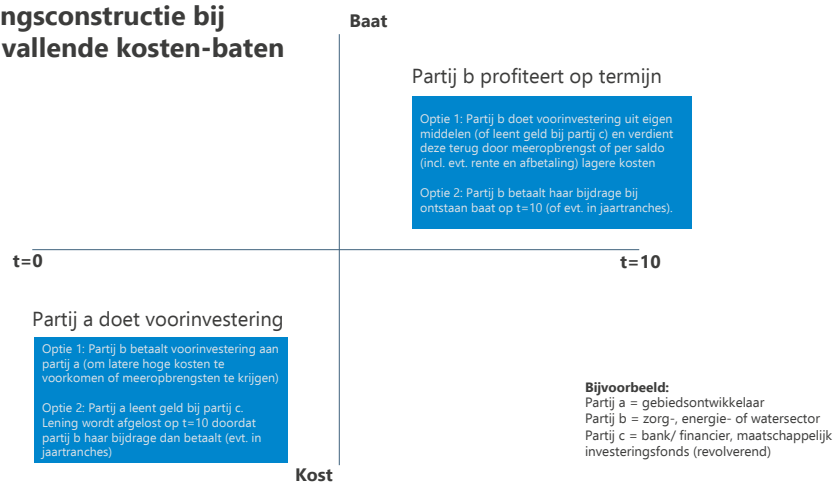 ngsconstructie bij
vallende kosten-baten
Baat
Partij b profiteert op termijn
Optie 1: Partij b doet voorinvestering uit eigen
middelen (of leent geld bij partij c) en verdient
deze terug door meeropbrengst of per saldo
(incl. evt. rente en afbetaling) lagere kosten
Optie 2: Partij b betaalt haar bijdrage bij
ontstaan baat op t=10 (of evt. in jaartranches).
t=0
t=10
Partij a doet voorinvestering
Optie 1: Partij b betaalt voorinvestering aan
partij a (om latere hoge kosten te
voorkomen of meeropbrengsten te krijgen)
Optie 2: Partij a leent geld bij partij c.
Lening wordt afgelost op t=10 doordat
partij b haar bijdrage dan betaalt (evt. in
jaartranches)
Bijvoorbeeld:
Partij a = gebiedsontwikkelaar
Partij b = zorg-, energie- of watersector
Partij c = bank/ financier, maatschappelijk
investeringsfonds (revolverend)
Kost